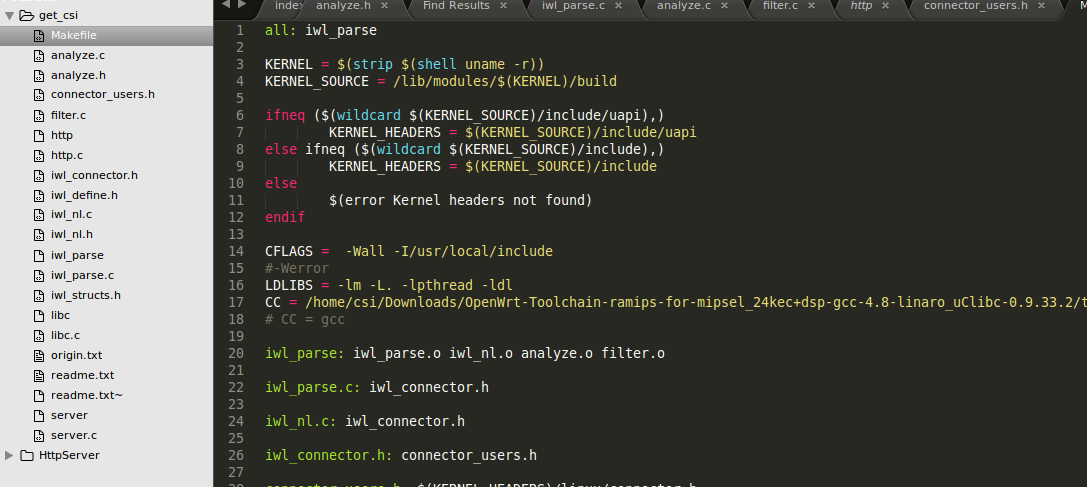 get_csi
Makefile
analyze.c
analyze.h
connector_users.h
filter.c
http
http.c
iwl_connector.h
iwl_define.h
iwl_nl.c
iwl_nl.h
iwl_parse
iwl_parse.c
iwl_structs.h
libc
libc.c
origin.txt
readme.txt
readme.txt~
server
server.c
HttpServer
index analyze.h × Find Results × iwl_parse.c × analyze.c × filter.c × http × connector_users.h × M
1 all: iwl_parse
2
3 KERNEL = $(strip $(shell uname -r))
4 KERNEL_SOURCE = /lib/modules/$(KERNEL)/build
5
6 ifneq ($(wildcard $(KERNEL_SOURCE)/include/uapi),)
7 KERNEL_HEADERS = $(KERNEL_SOURCE)/include/uapi
8 else ifneq ($(wildcard $(KERNEL_SOURCE)/include),)
9 KERNEL_HEADERS = $(KERNEL_SOURCE)/include
10 else
11 $(error Kernel headers not found)
12 endif
13
14 CFLAGS = -Wall -I/usr/local/include
15 #-Werror
16 LDLIBS = -lm -L. -lpthread -ldl
17 CC = /home/csi/Downloads/OpenWrt-Toolchain-ramips-for-mipsel_24kec+dsp-gcc-4.8-linaro_uClibc-0.9.33.2/t
18 # CC = gcc
19
20 iwl_parse: iwl_parse.o iwl_nl.o analyze.o filter.o
21
22 iwl_parse.c: iwl_connector.h
23
24 iwl_nl.c: iwl_connector.h
25
26 iwl_connector.h: connector_users.h
27
28 connector_users.h: $(KERNEL_HEADERS)/linux/connector.h